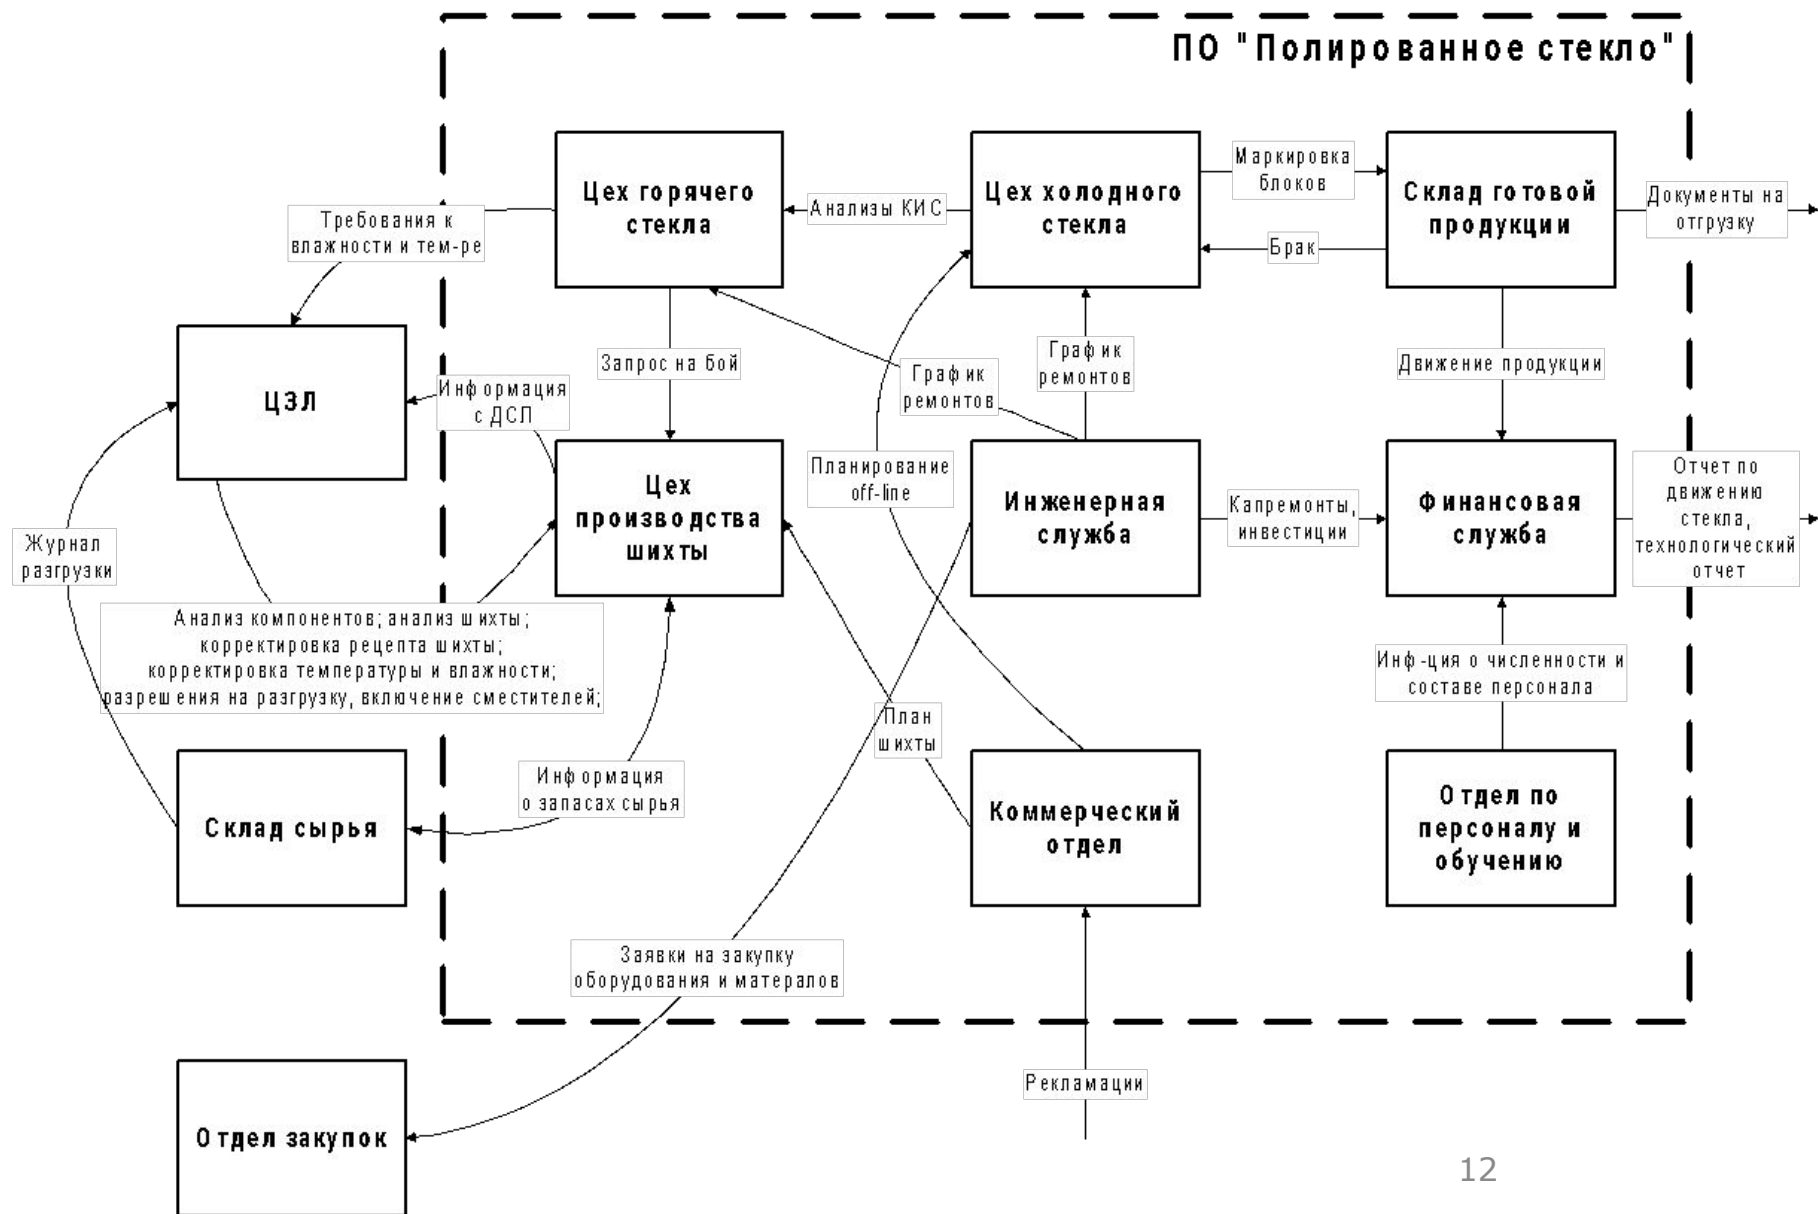 ПО "Полированное стекло"
Цех горячего
стекла
Цех холодного
стекла
Склад готовой
продукции
Маркировка
блоков
Анализы КИС
Брак
Документы на
отгрузку
Требования к
влажности и тем-ре
ЦЗЛ
Информация
с ДСП
Запрос на бой
График
ремонтов
График
ремонтов
Движение продукции
Планирование
off-line
Цех
производства
шихты
Инженерная
служба
Капремонты,
инвестиции
Финансовая
служба
Отчет по
движению
стекла,
технологический
отчет
Журнал
разгрузки
Анализ компонентов; анализ шихты;
корректировка рецепта шихты;
корректировка температуры и влажности;
разрешения на разгрузку, включение сместителей;
Инф-ция о численности и
составе персонала
План
шихты
Информация
о запасах сырья
Склад сырья
Коммерческий
отдел
Отдел по
персоналу и
обучению
Заявки на закупку
оборудования и матералов
Рекламации
Отдел закупок
12